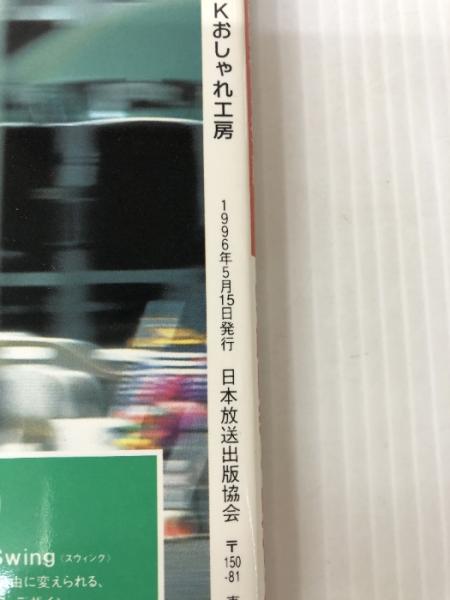 Kおしゃれ工房
1996年5月15日発行
日本放送出版協会
〒150-81
Swing〈スウィング〉
由に変えられる、